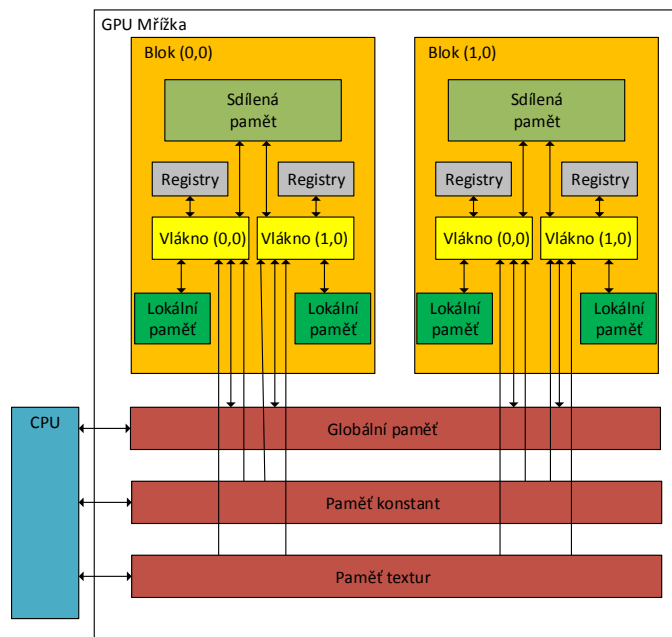 GPU Mřížka
Blok (0,0)
Sdílená
pamět
Registry
Registry
Vlákno (0,0)
Vlákno (1,0)
Lokální
paměť
Lokální
paměť
Blok (1,0)
Sdílená
pamět
Registry
Registry
Vlákno (0,0)
Vlákno (1,0)
Lokální
paměť
Lokální
paměť
CPU
Globální paměť
Paměť konstant
Paměť textur